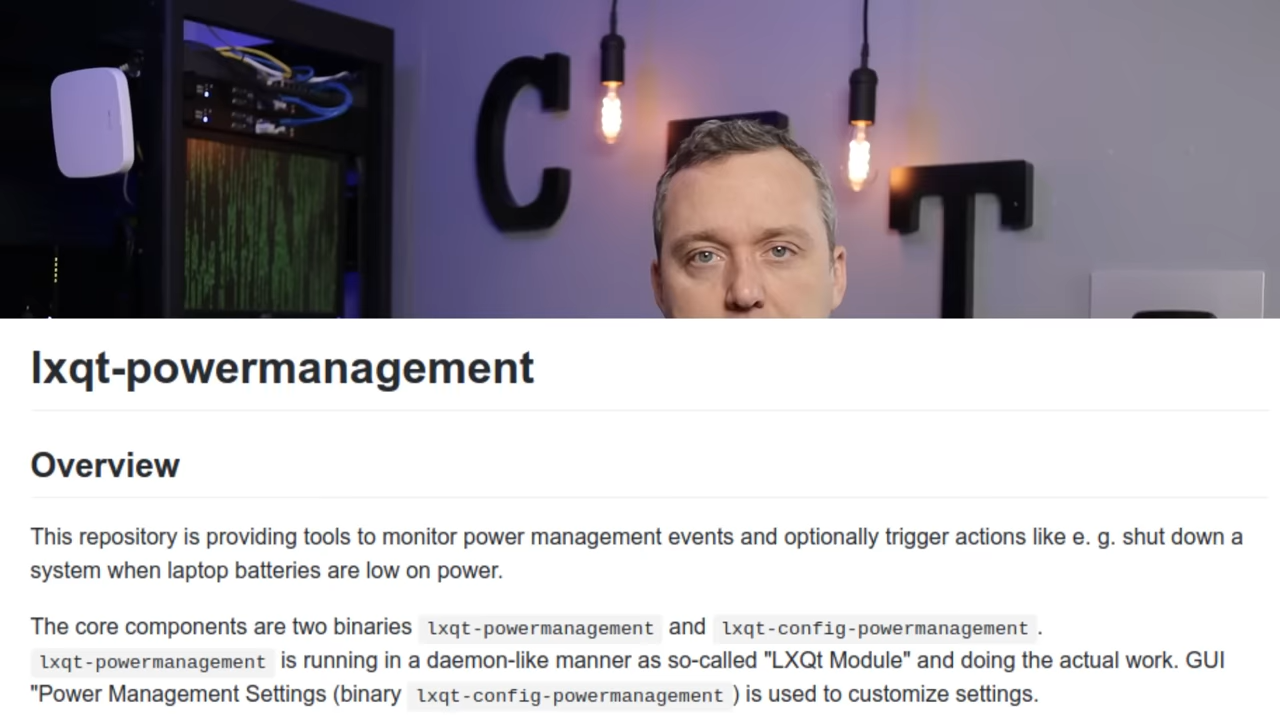 C T T
lxqt-powermanagement
Overview
This repository is providing tools to monitor power management events and optionally trigger actions like e. g. shut down a
system when laptop batteries are low on power.
The core components are two binaries lxqt-powermanagement and lxqt-config-powermanagement .
lxqt-powermanagement is running in a daemon-like manner as so-called "LXQt Module" and doing the actual work. GUI
"Power Management Settings (binary lxqt-config-powermanagement ) is used to customize settings.